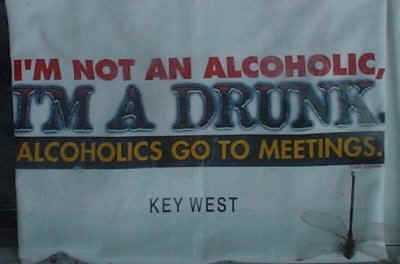 I'M NOT AN ALCOHOLIC,
I'M A DRUNK.
ALCOHOLICS GO TO MEETINGS.
KEY WEST